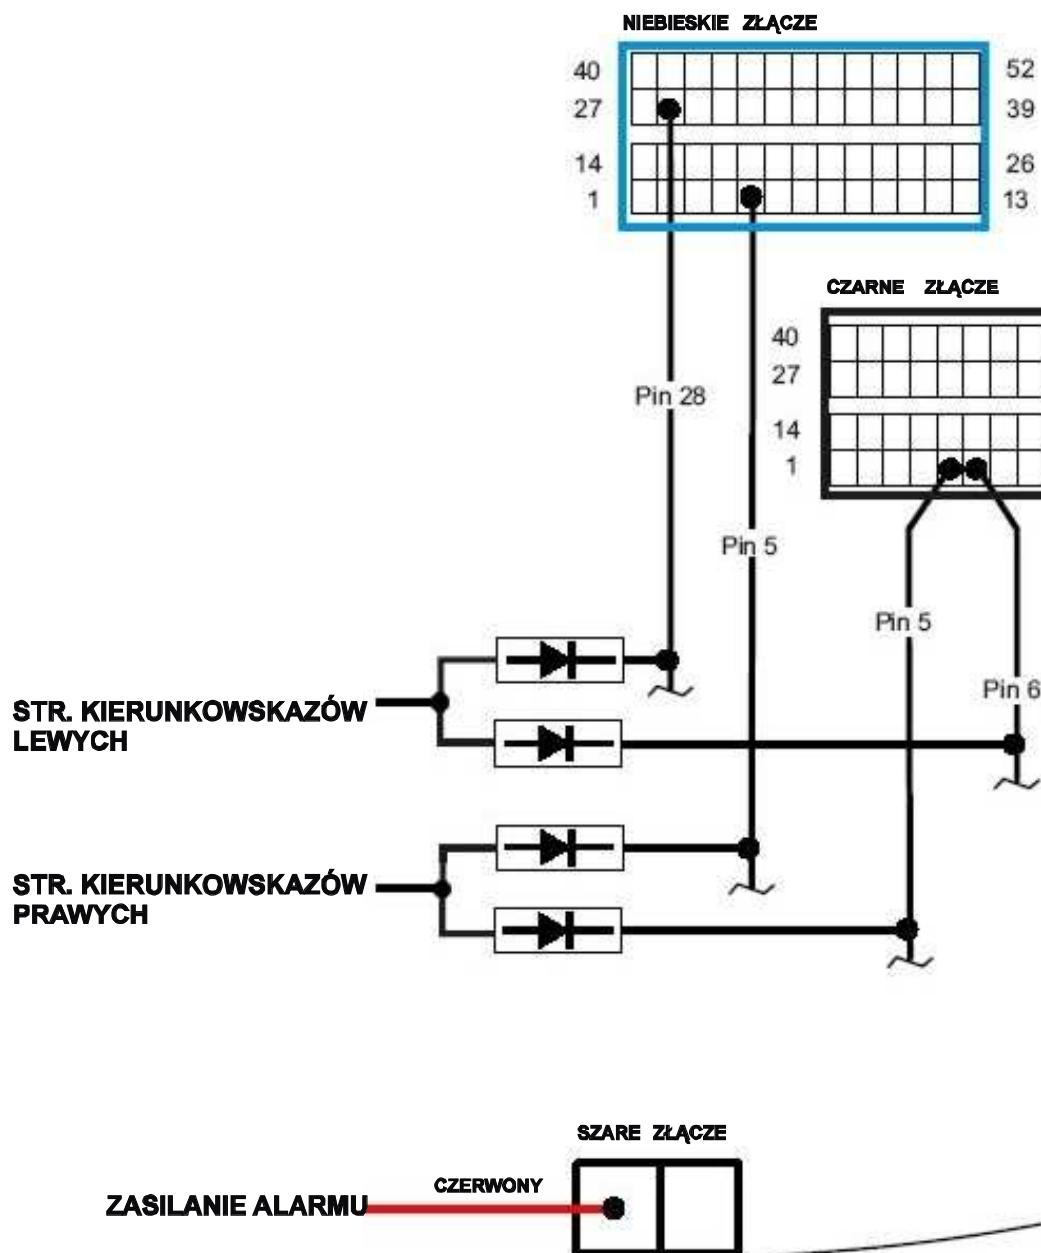 NIEBIESKIE ZŁĄCZE
40 52
27 39
14 26
1 13
CZARNE ZŁĄCZE
40
27
14
1
Pin 28
Pin 5
Pin 5
Pin 6
STR. KIERUNKOWSKAZÓW
LEWYCH
STR. KIERUNKOWSKAZÓW
PRAWYCH
SZARE ZŁĄCZE
CZERWONY
ZASILANIE ALARMU